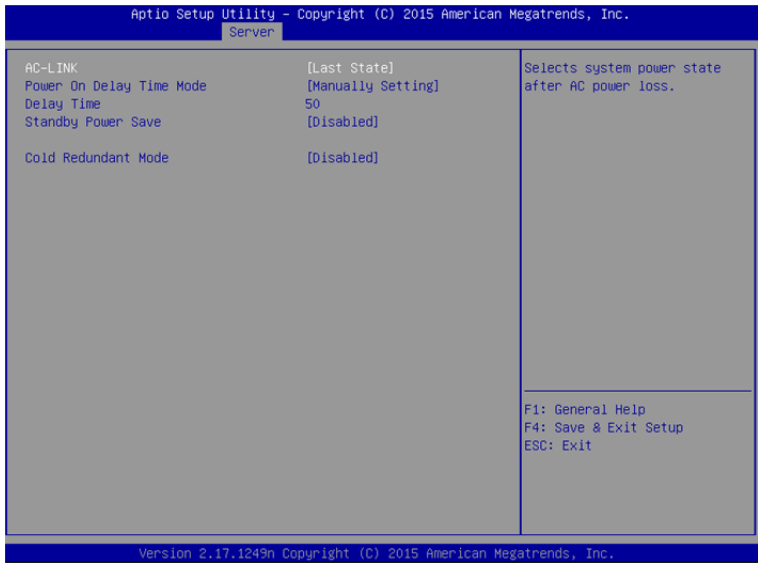 Aptio Setup Utility - Copyright (C) 2015 American Megatrends, Inc.
Server
AC-LINK [Last State]
Power On Delay Time Mode [Manually Setting]
Delay Time 50
Standby Power Save [Disabled]
Cold Redundant Mode [Disabled]
Selects system power state
after AC power loss.
F1: General Help
F4: Save & Exit Setup
ESC: Exit
Version 2.17.1249n Copyright (C) 2015 American Megatrends, Inc.